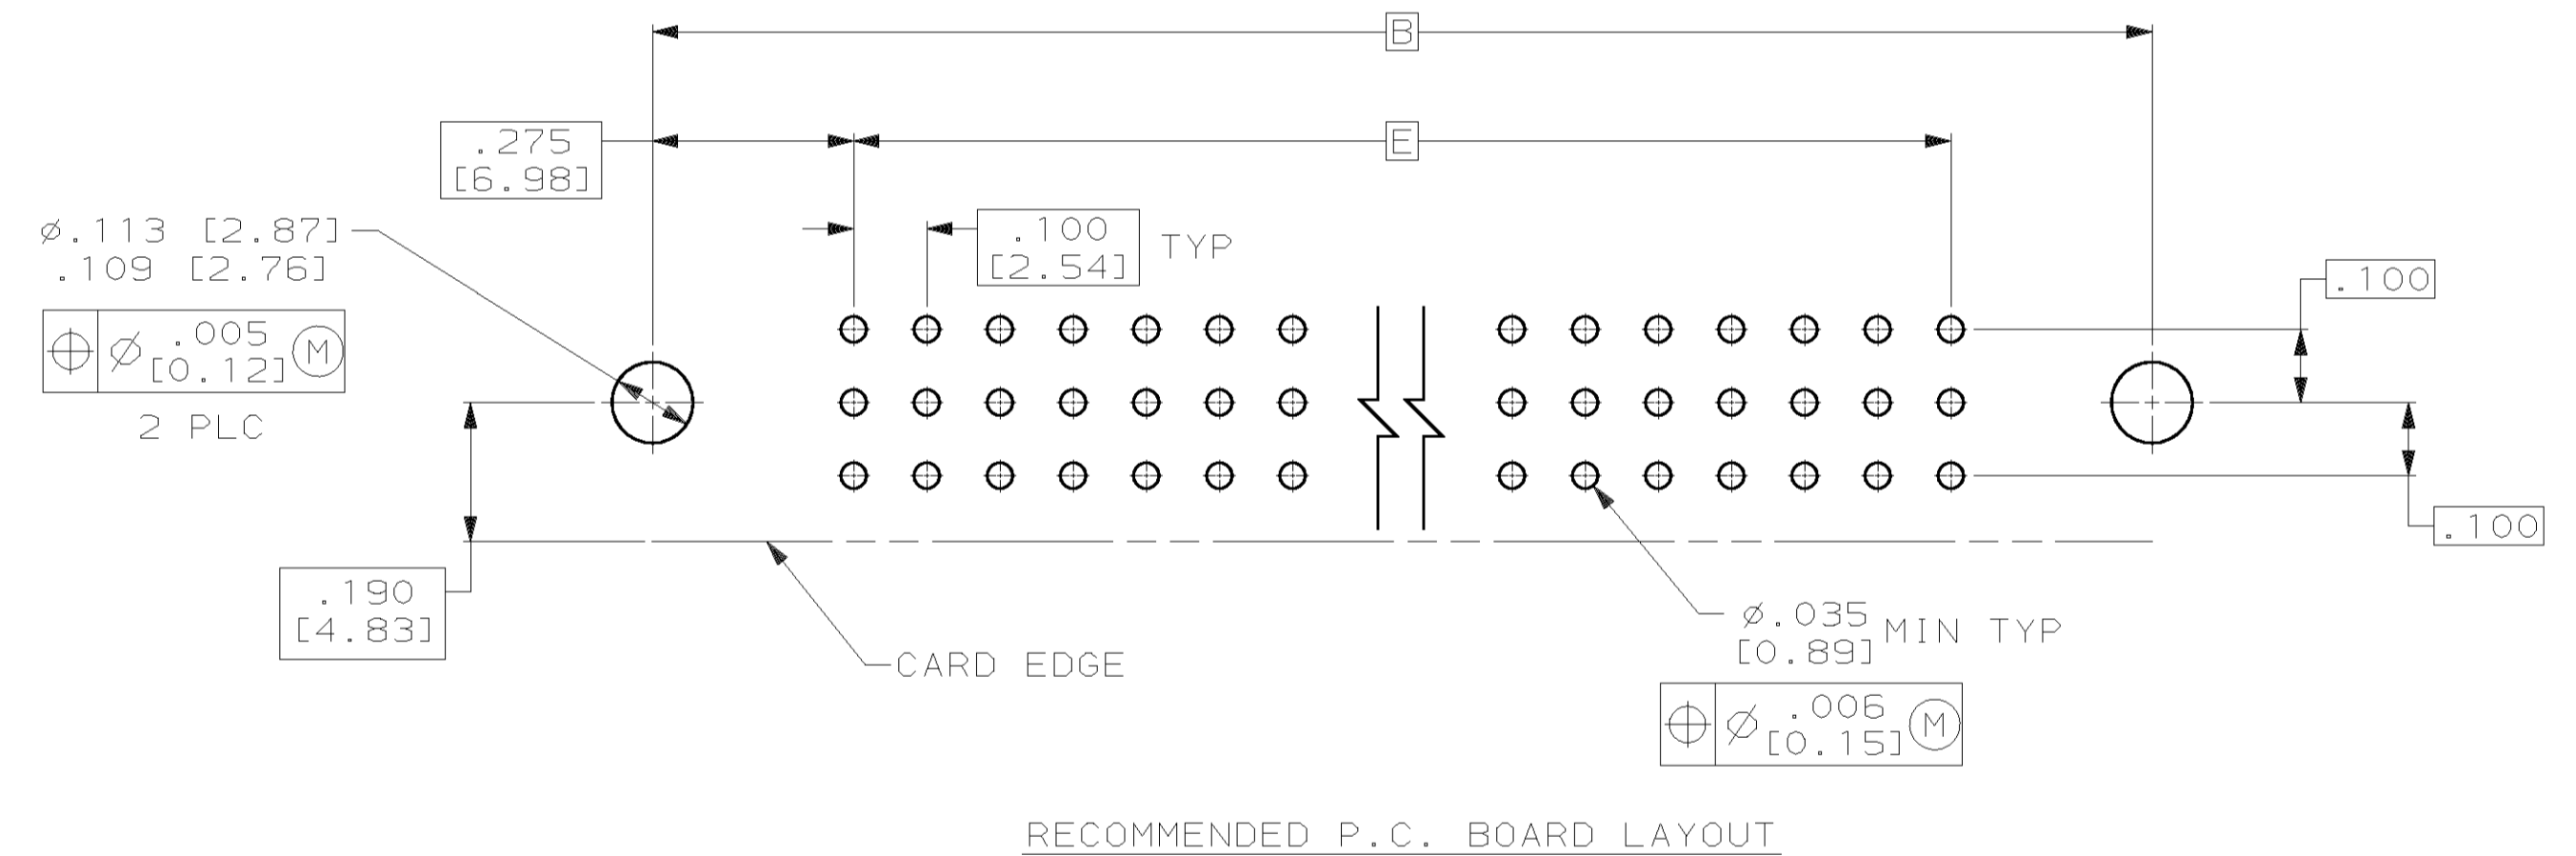 B
E
.275
[6.98]
Ø.113 [2.87]
.109 [2.76]
.005
Ø [0.12] M
2 PLC
.100
[2.54] TYP
.100
.100
.190
[4.83]
CARD EDGE
Ø.035
[0.89] MIN TYP
.006
Ø [0.15] M
RECOMMENDED P.C. BOARD LAYOUT